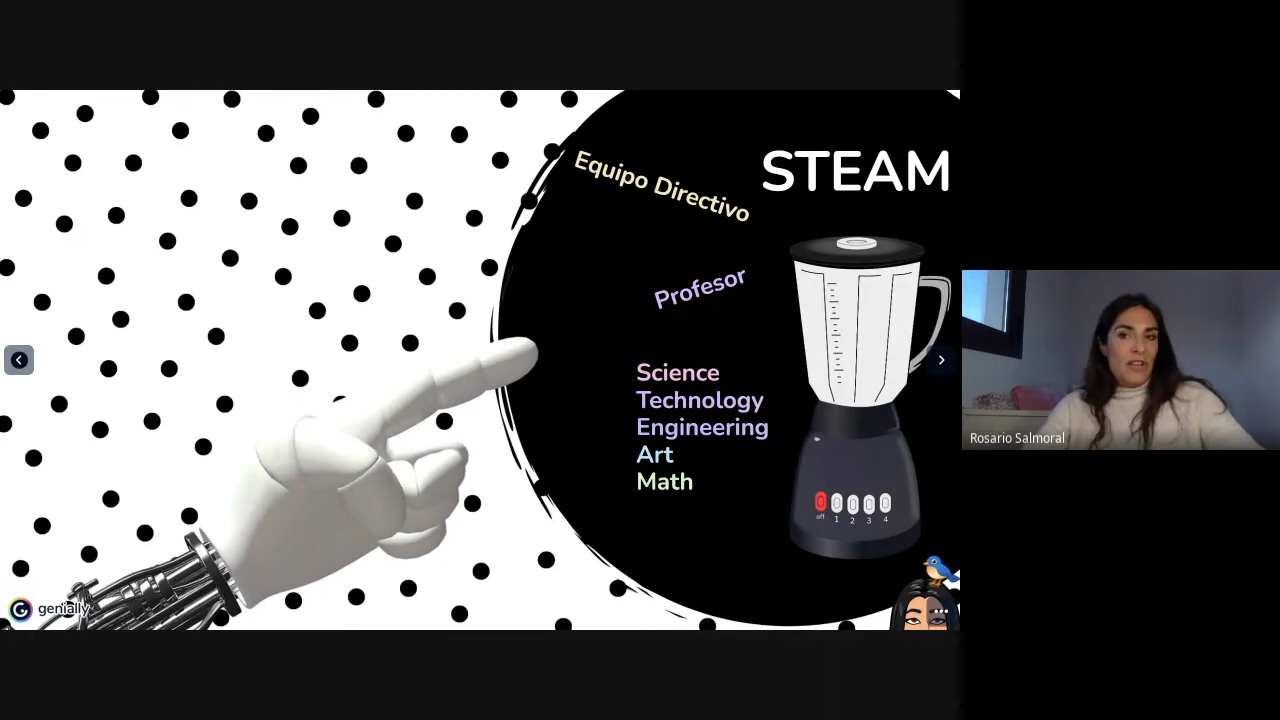 STEAM
Equipo Directivo
Profesor
Science
Technology
Engineering
Art
Math
off 1 2 3 4
genially
Rosario Salmoral